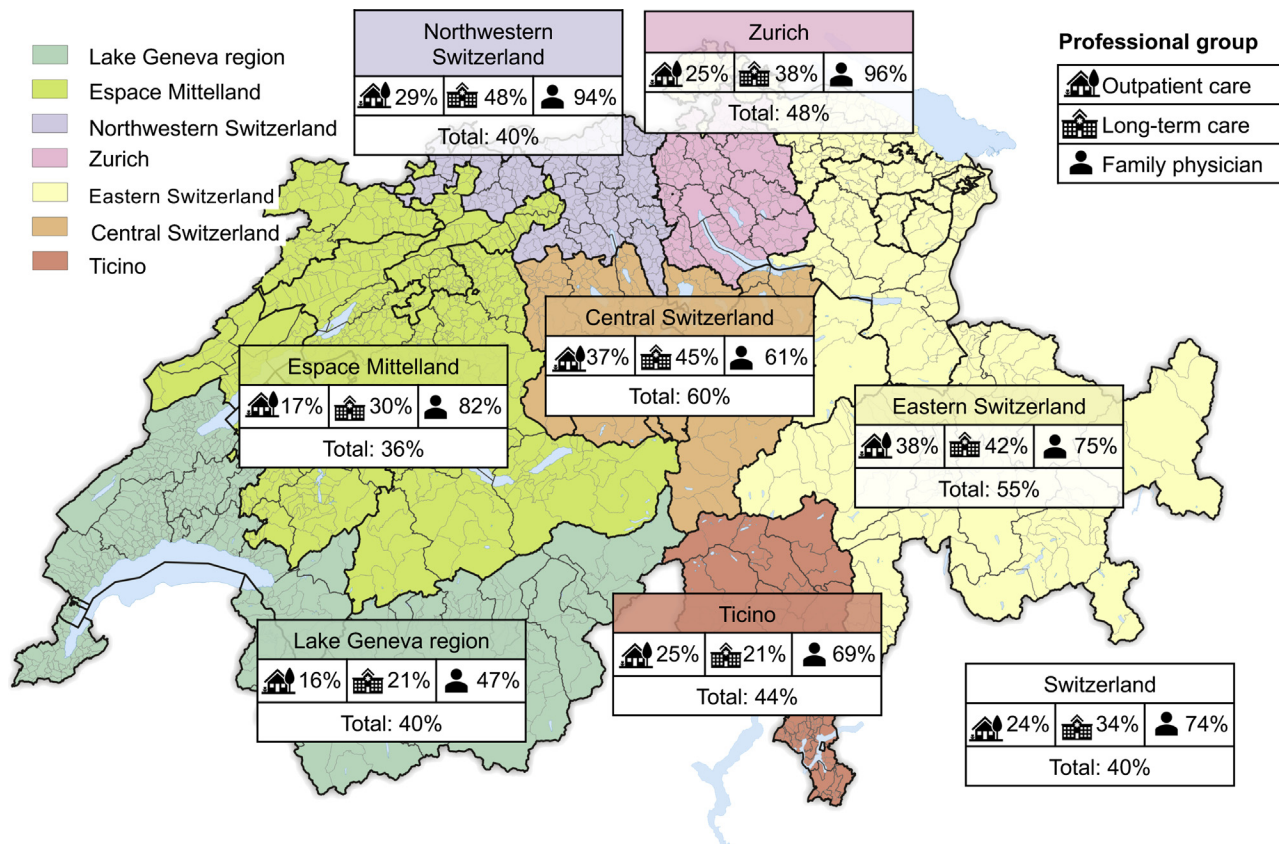 Lake Geneva region
Espace Mittelland
Northwestern Switzerland
Zurich
Eastern Switzerland
Central Switzerland
Ticino
Northwestern
Switzerland
29% 48% 94%
Total: 40%
Zurich
25% 38% 96%
Total: 48%
Professional group
Outpatient care
Long-term care
Family physician
Central Switzerland
37% 45% 61%
Total: 60%
Espace Mittelland
17% 30% 82%
Total: 36%
Eastern Switzerland
38% 42% 75%
Total: 55%
Lake Geneva region
16% 21% 47%
Total: 40%
Ticino
25% 21% 69%
Total: 44%
Switzerland
24% 34% 74%
Total: 40%